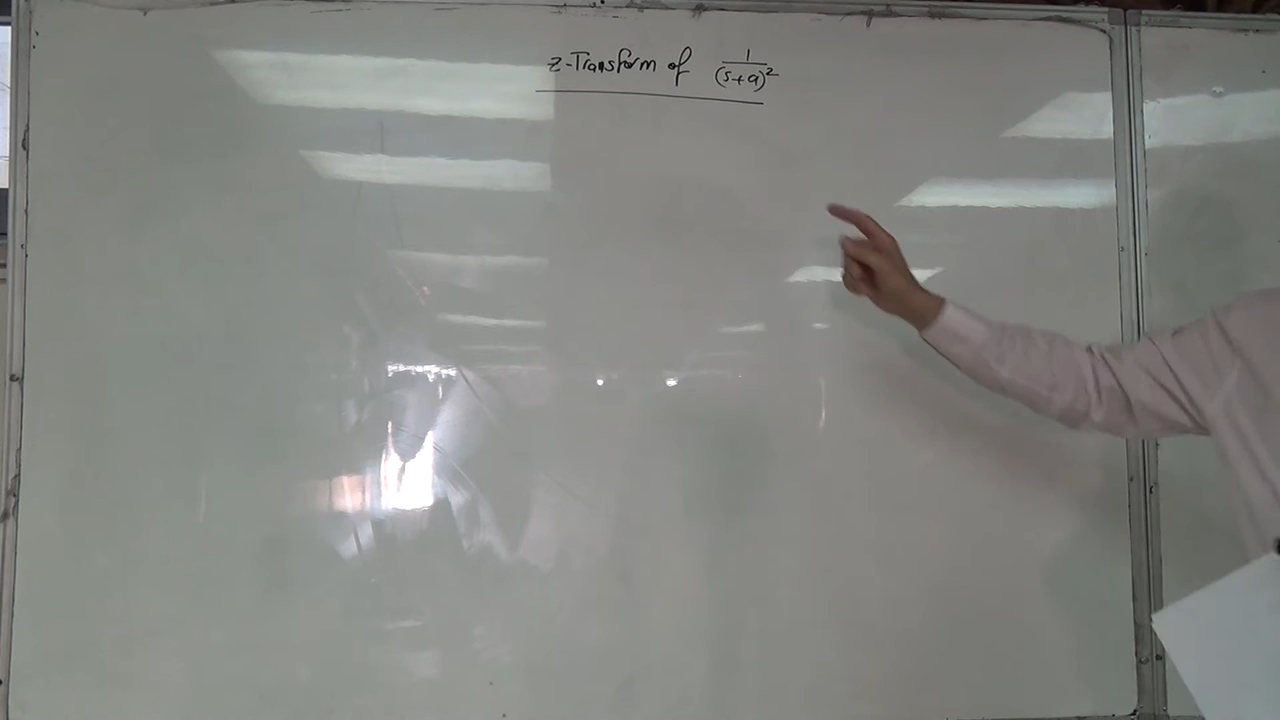 z-Transform of 1/(s+a)²